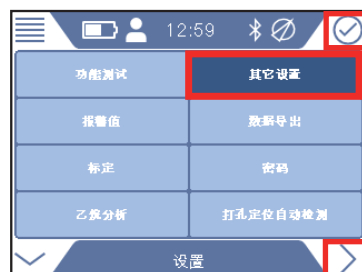 12:59
功能测试 其它设置
报警值 数据导出
标定 密码
乙烷分析 打孔定位自动检测
设置